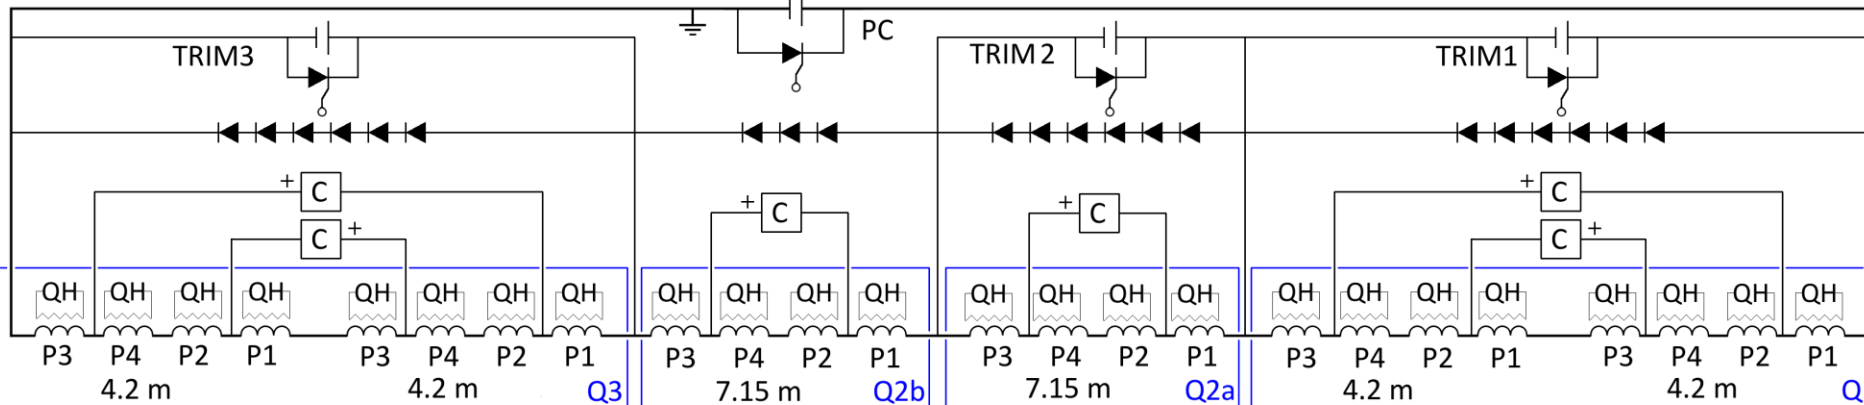 PC
TRIM3
TRIM 2
TRIM1
+ C
C +
+ C
+ C
+ C
C +
QH QH QH QH QH QH QH QH QH QH QH QH QH QH QH QH QH QH QH QH QH QH QH QH
P3 P4 P2 P1 P3 P4 P2 P1 P3 P4 P2 P1 P3 P4 P2 P1 P3 P4 P2 P1 P3 P4 P2 P1
4.2 m 4.2 m Q3 7.15 m Q2b 7.15 m Q2a 4.2 m 4.2 m Q